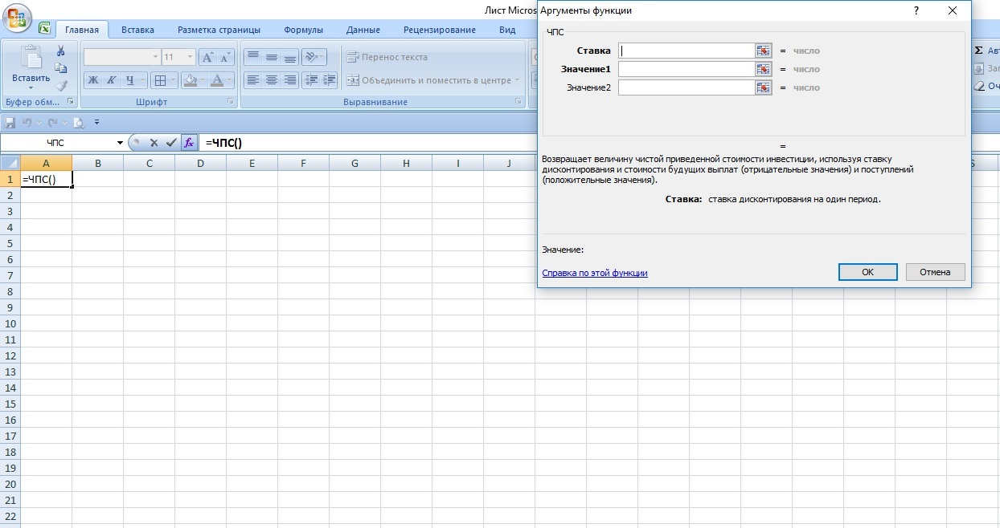 Лист Micros
Аргументы функции
?
Главная
Вставка
Разметка страницы
Формулы
Данные
Рецензирование
Вид
ЧПС
Ставка
= число
Значение1
= число
Значение2
= число
=
Возвращает величину чистой приведенной стоимости инвестиции, используя ставку
дисконтирования и стоимости будущих выплат (отрицательные значения) и поступлений
(положительные значения).
Ставка: ставка дисконтирования на один период.
Значение:
Справка по этой функции
ОК
Отмена
Вставить
11
Ж К Ч
Перенос текста
Объединить и поместить в центре
Буфер обм...
Шрифт
Выравнивание
Σ Авт
Зап
Оч
ЧПС
fx
=ЧПС()
A B C D E F G H I J S
1 =ЧПС()
2
3
4
5
6
7
8
9
10
11
12
13
14
15
16
17
18
19
20
21
22